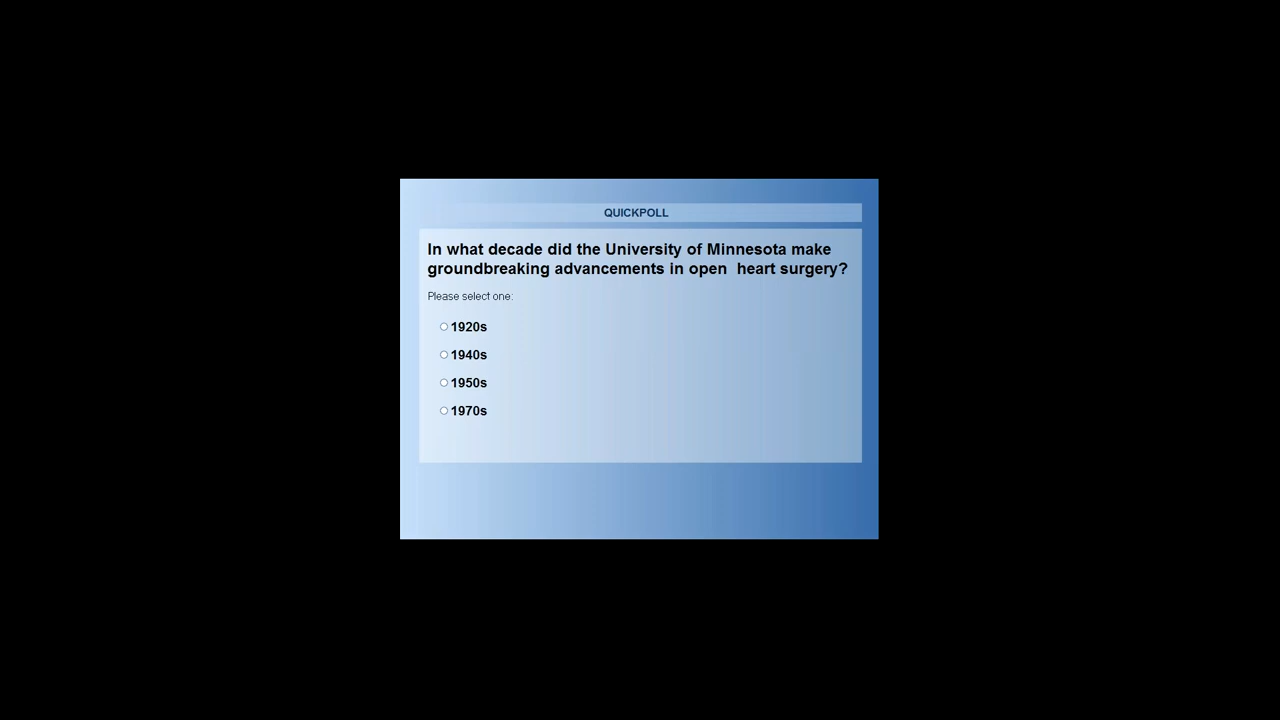 QUICKPOLL
In what decade did the University of Minnesota make
groundbreaking advancements in open  heart surgery?
Please select one:
1920s
1940s
1950s
1970s